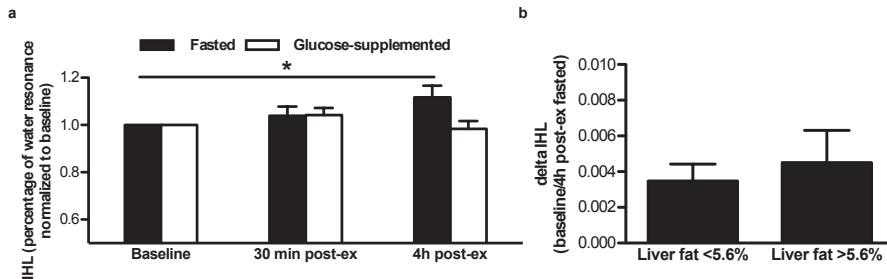 a
Fasted
Glucose-supplemented
*
IHL (percentage of water resonance
normalized to baseline)
1.2
1.0
0.8
0.6
Baseline
30 min post-ex
4h post-ex
b
delta IHL
(baseline/4h post-ex fasted)
0.010
0.008
0.006
0.004
0.002
0.000
Liver fat <5.6%
Liver fat >5.6%